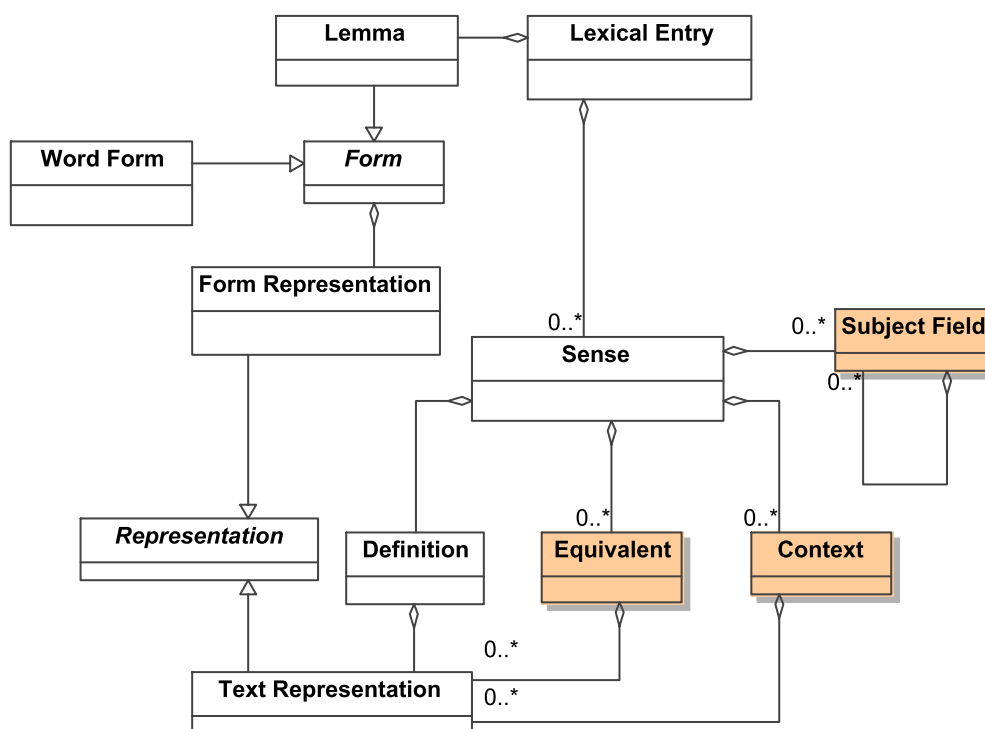 Lemma
Lexical Entry
Word Form
Form
Form Representation
0..*
0..*
Subject Field
Sense
0..*
0..*
0..*
Representation
Definition
Equivalent
Context
0..*
Text Representation
0..*